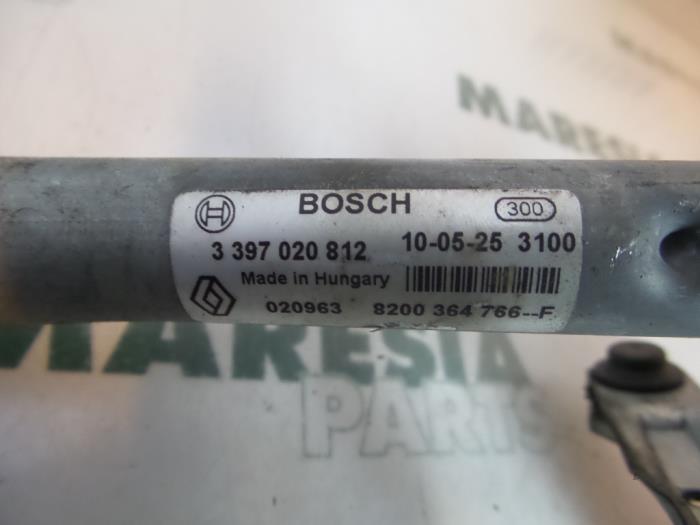 MARESIA
BOSCH
300
3 397 020 812
10-05-25 3100
Made in Hungary
020963
8200 364 766--F
MARESIA
PARTS